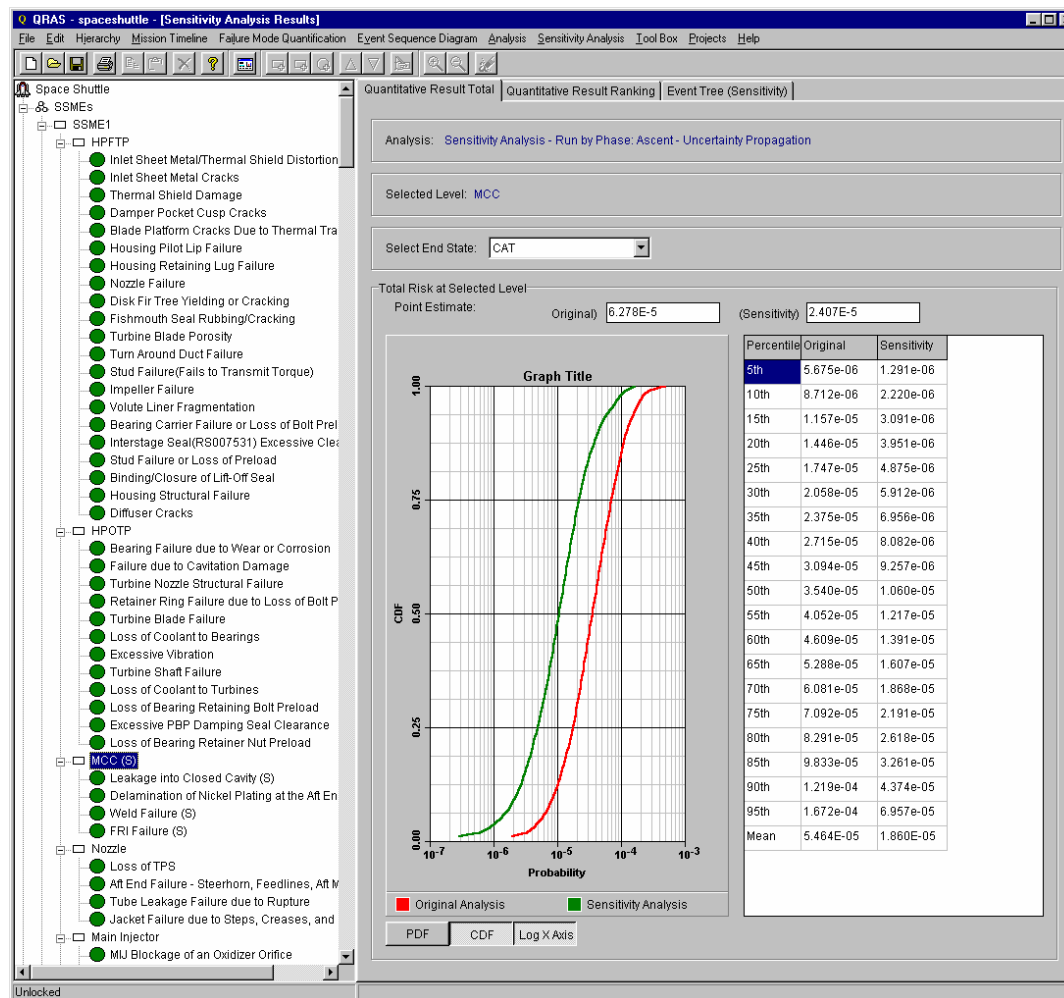 QRAS - spaceshuttle - [Sensitivity Analysis Results]
File Edit Hierarchy Mission Timeline Failure Mode Quantification Event Sequence Diagram Analysis Sensitivity Analysis Tool Box Projects Help
Space Shuttle
SSMEs
SSME1
HPFTP
Inlet Sheet Metal/Thermal Shield Distortion
Inlet Sheet Metal Cracks
Thermal Shield Damage
Damper Pocket Cusp Cracks
Blade Platform Cracks Due to Thermal Tra
Housing Pilot Lip Failure
Housing Retaining Lug Failure
Nozzle Failure
Disk Fir Tree Yielding or Cracking
Fishmouth Seal Rubbing/Cracking
Turbine Blade Porosity
Turn Around Duct Failure
Stud Failure(Fails to Transmit Torque)
Impeller Failure
Volute Liner Fragmentation
Bearing Carrier Failure or Loss of Bolt Prel
Interstage Seal(RS007531) Excessive Clea
Stud Failure or Loss of Preload
Binding/Closure of Lift-Off Seal
Housing Structural Failure
Diffuser Cracks
HPOTP
Bearing Failure due to Wear or Corrosion
Failure due to Cavitation Damage
Turbine Nozzle Structural Failure
Retainer Ring Failure due to Loss of Bolt P
Turbine Blade Failure
Loss of Coolant to Bearings
Excessive Vibration
Turbine Shaft Failure
Loss of Coolant to Turbines
Loss of Bearing Retaining Bolt Preload
Excessive PBP Damping Seal Clearance
Loss of Bearing Retainer Nut Preload
MCC (S)
Leakage into Closed Cavity (S)
Delamination of Nickel Plating at the Aft En
Weld Failure (S)
FRI Failure (S)
Nozzle
Loss of TPS
Aft End Failure - Steerhorn, Feedlines, Aft M
Tube Leakage Failure due to Rupture
Jacket Failure due to Steps, Creases, and
Main Injector
MIJ Blockage of an Oxidizer Orifice
Unlocked
Quantitative Result Total Quantitative Result Ranking Event Tree (Sensitivity)
Analysis: Sensitivity Analysis - Run by Phase: Ascent - Uncertainty Propagation
Selected Level: MCC
Select End State: CAT
Total Risk at Selected Level
Point Estimate: Original) 6.278E-5 (Sensitivity) 2.407E-5
Graph Title
CDF
1.00
0.75
0.50
0.25
0.00
10-7 10-6 10-5 10-4 10-3
Probability
Original Analysis Sensitivity Analysis
PDF CDF Log X Axis
Percentile Original Sensitivity
5th 5.675e-06 1.291e-06
10th 8.712e-06 2.220e-06
15th 1.157e-05 3.091e-06
20th 1.446e-05 3.951e-06
25th 1.747e-05 4.875e-06
30th 2.058e-05 5.912e-06
35th 2.375e-05 6.956e-06
40th 2.715e-05 8.082e-06
45th 3.094e-05 9.257e-06
50th 3.540e-05 1.060e-05
55th 4.052e-05 1.217e-05
60th 4.609e-05 1.391e-05
65th 5.288e-05 1.607e-05
70th 6.081e-05 1.868e-05
75th 7.092e-05 2.191e-05
80th 8.291e-05 2.618e-05
85th 9.833e-05 3.261e-05
90th 1.219e-04 4.374e-05
95th 1.672e-04 6.957e-05
Mean 5.464E-05 1.860E-05